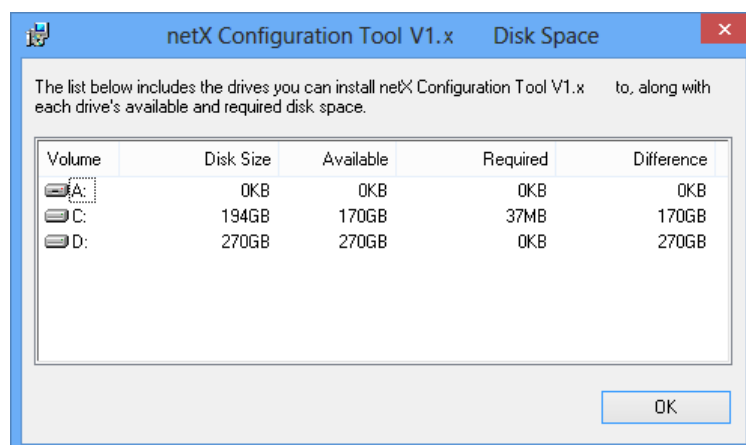 netX Configuration Tool V1.x Disk Space
The list below includes the drives you can install netX Configuration Tool V1.x to, along with
each drive's available and required disk space.
Volume Disk Size Available Required Difference
A: 0KB 0KB 0KB 0KB
C: 194GB 170GB 37MB 170GB
D: 270GB 270GB 0KB 270GB
OK